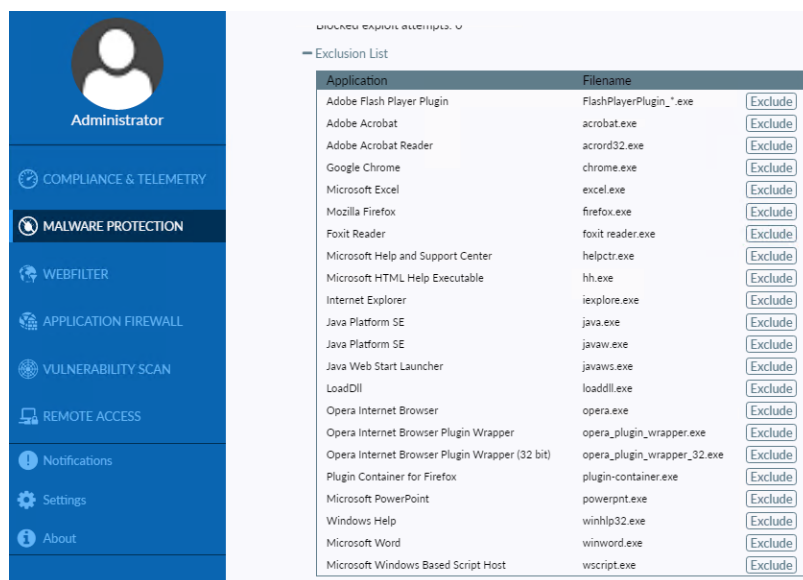 Blocked exploit attempts: 0
Exclusion List
Application Filename
Adobe Flash Player Plugin FlashPlayerPlugin_*.exe Exclude
Adobe Acrobat acrobat.exe Exclude
Adobe Acrobat Reader acrord32.exe Exclude
Google Chrome chrome.exe Exclude
Microsoft Excel excel.exe Exclude
Mozilla Firefox firefox.exe Exclude
Foxit Reader foxit reader.exe Exclude
Microsoft Help and Support Center helpctr.exe Exclude
Microsoft HTML Help Executable hh.exe Exclude
Internet Explorer iexplore.exe Exclude
Java Platform SE java.exe Exclude
Java Platform SE javaw.exe Exclude
Java Web Start Launcher javaws.exe Exclude
LoadDll loaddll.exe Exclude
Opera Internet Browser opera.exe Exclude
Opera Internet Browser Plugin Wrapper opera_plugin_wrapper.exe Exclude
Opera Internet Browser Plugin Wrapper (32 bit) opera_plugin_wrapper_32.exe Exclude
Plugin Container for Firefox plugin-container.exe Exclude
Microsoft PowerPoint powerpnt.exe Exclude
Windows Help winhlp32.exe Exclude
Microsoft Word winword.exe Exclude
Microsoft Windows Based Script Host wscript.exe Exclude
Administrator
COMPLIANCE & TELEMETRY
MALWARE PROTECTION
WEBFILTER
APPLICATION FIREWALL
VULNERABILITY SCAN
REMOTE ACCESS
Notifications
Settings
About